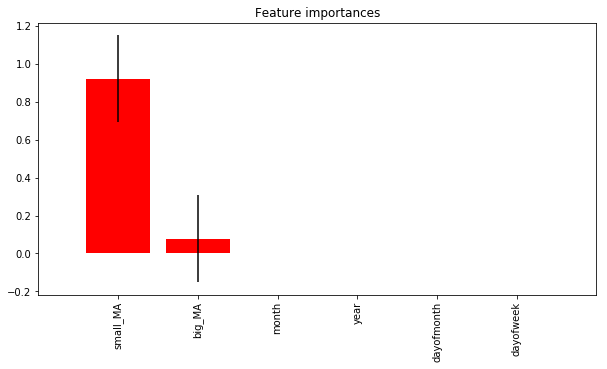 Feature importances
1.2
1.0
0.8
0.6
0.4
0.2
0.0
−0.2
small_MA
big_MA
month
year
dayofmonth
dayofweek